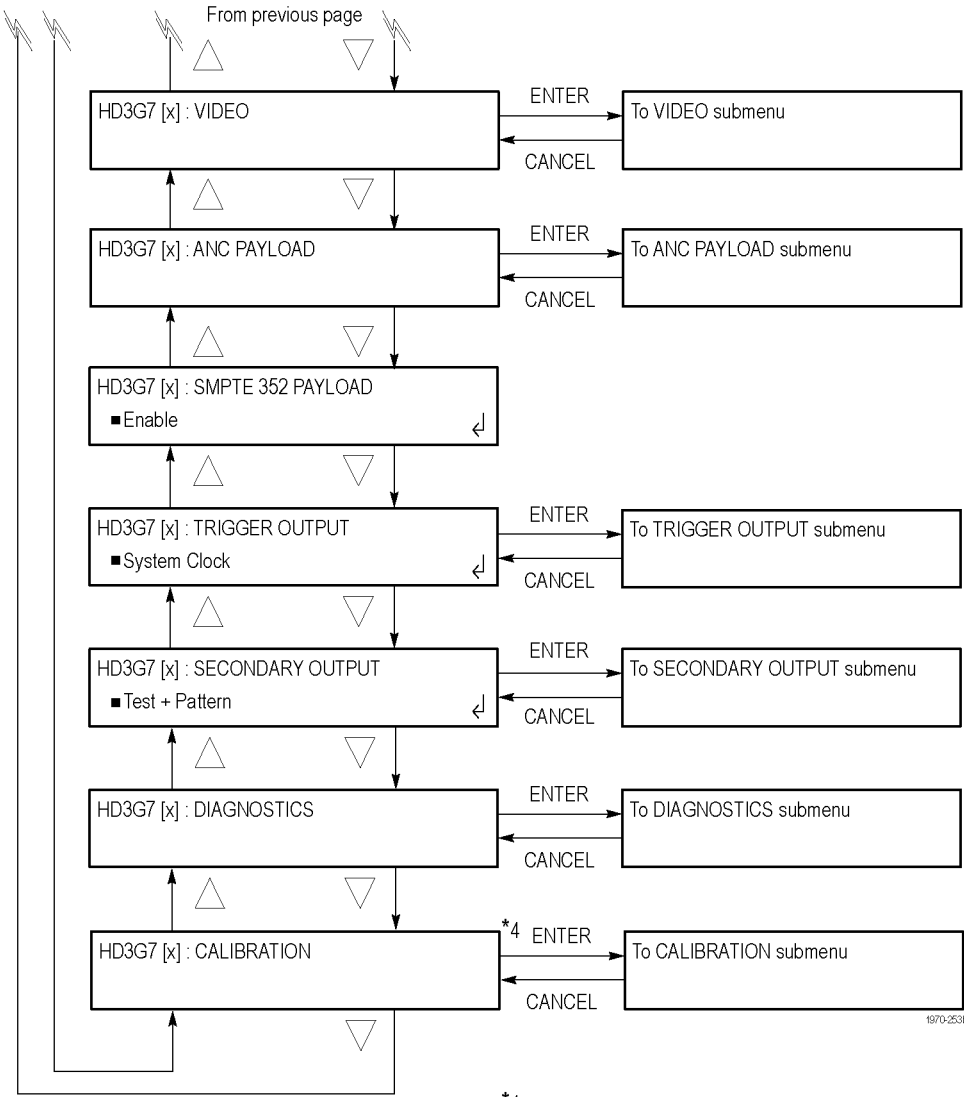 From previous page
HD3G7 [x] : VIDEO
ENTER
To VIDEO submenu
CANCEL
HD3G7 [x] : ANC PAYLOAD
ENTER
To ANC PAYLOAD submenu
CANCEL
HD3G7 [x] : SMPTE 352 PAYLOAD
■ Enable
HD3G7 [x] : TRIGGER OUTPUT
■ System Clock
ENTER
To TRIGGER OUTPUT submenu
CANCEL
HD3G7 [x] : SECONDARY OUTPUT
■ Test + Pattern
ENTER
To SECONDARY OUTPUT submenu
CANCEL
HD3G7 [x] : DIAGNOSTICS
ENTER
To DIAGNOSTICS submenu
CANCEL
HD3G7 [x] : CALIBRATION
*4 ENTER
To CALIBRATION submenu
CANCEL